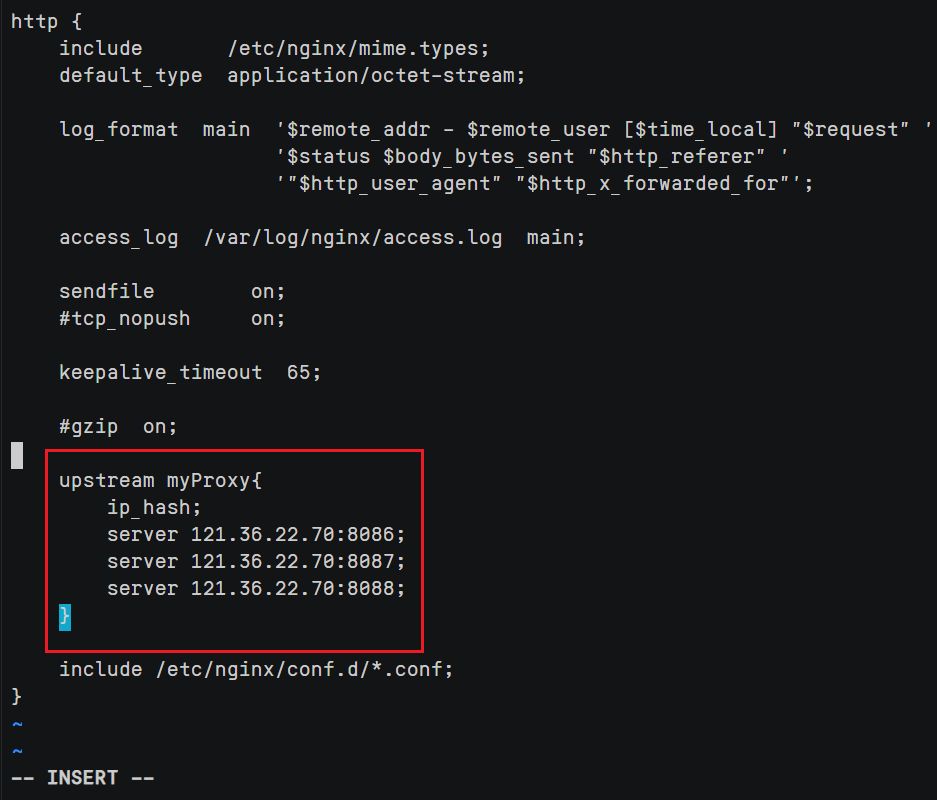 http {
    include       /etc/nginx/mime.types;
    default_type  application/octet-stream;
    log_format  main  '$remote_addr - $remote_user [$time_local] "$request" '
                      '$status $body_bytes_sent "$http_referer" '
                      '"$http_user_agent" "$http_x_forwarded_for"';
    access_log  /var/log/nginx/access.log  main;
    sendfile        on;
    #tcp_nopush     on;
    keepalive_timeout  65;
    #gzip  on;
    upstream myProxy{
        ip_hash;
        server 121.36.22.70:8086;
        server 121.36.22.70:8087;
        server 121.36.22.70:8088;
    }
    include /etc/nginx/conf.d/*.conf;
}
~
~
-- INSERT --